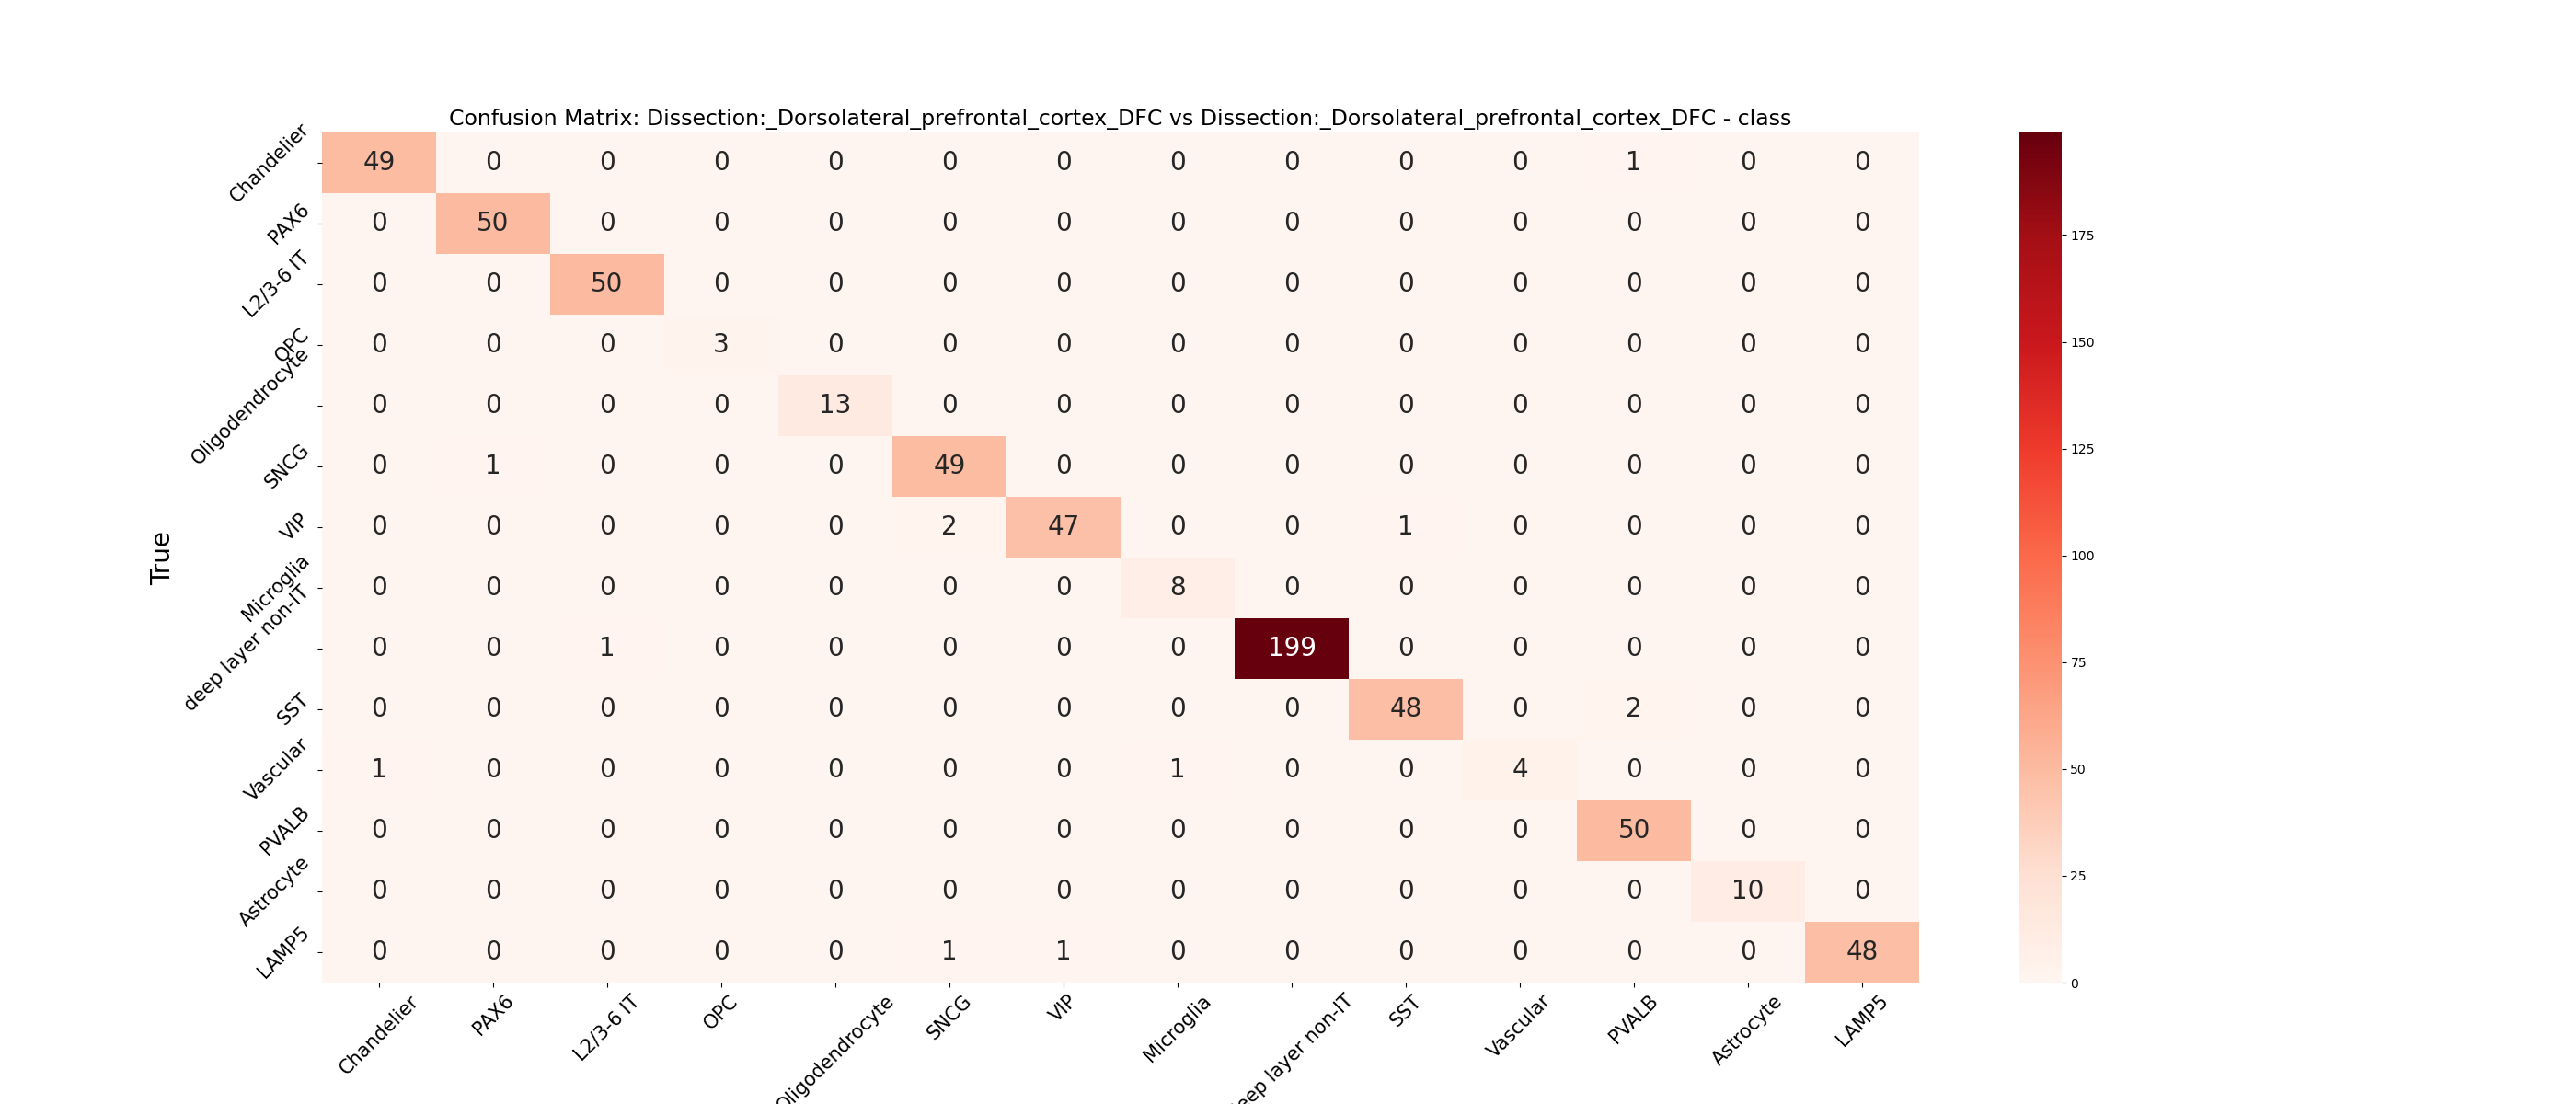 Confusion Matrix: Dissection:_Dorsolateral_prefrontal_cortex_DFC vs Dissection:_Dorsolateral_prefrontal_cortex_DFC - class
True
Chandelier 49 0 0 0 0 0 0 0 0 0 0 1 0 0
PAX6 0 50 0 0 0 0 0 0 0 0 0 0 0 0
L2/3-6 IT 0 0 50 0 0 0 0 0 0 0 0 0 0 0
OPC 0 0 0 3 0 0 0 0 0 0 0 0 0 0
Oligodendrocyte 0 0 0 0 13 0 0 0 0 0 0 0 0 0
SNCG 0 1 0 0 0 49 0 0 0 0 0 0 0 0
VIP 0 0 0 0 0 2 47 0 0 1 0 0 0 0
Microglia 0 0 0 0 0 0 0 8 0 0 0 0 0 0
deep layer non-IT 0 0 1 0 0 0 0 0 199 0 0 0 0 0
SST 0 0 0 0 0 0 0 0 0 48 0 2 0 0
Vascular 1 0 0 0 0 0 0 1 0 0 4 0 0 0
PVALB 0 0 0 0 0 0 0 0 0 0 0 50 0 0
Astrocyte 0 0 0 0 0 0 0 0 0 0 0 0 10 0
LAMP5 0 0 0 0 0 1 1 0 0 0 0 0 0 48
Chandelier PAX6 L2/3-6 IT OPC Oligodendrocyte SNCG VIP Microglia eep layer non-IT SST Vascular PVALB Astrocyte LAMP5
175
150
125
100
75
50
25
0